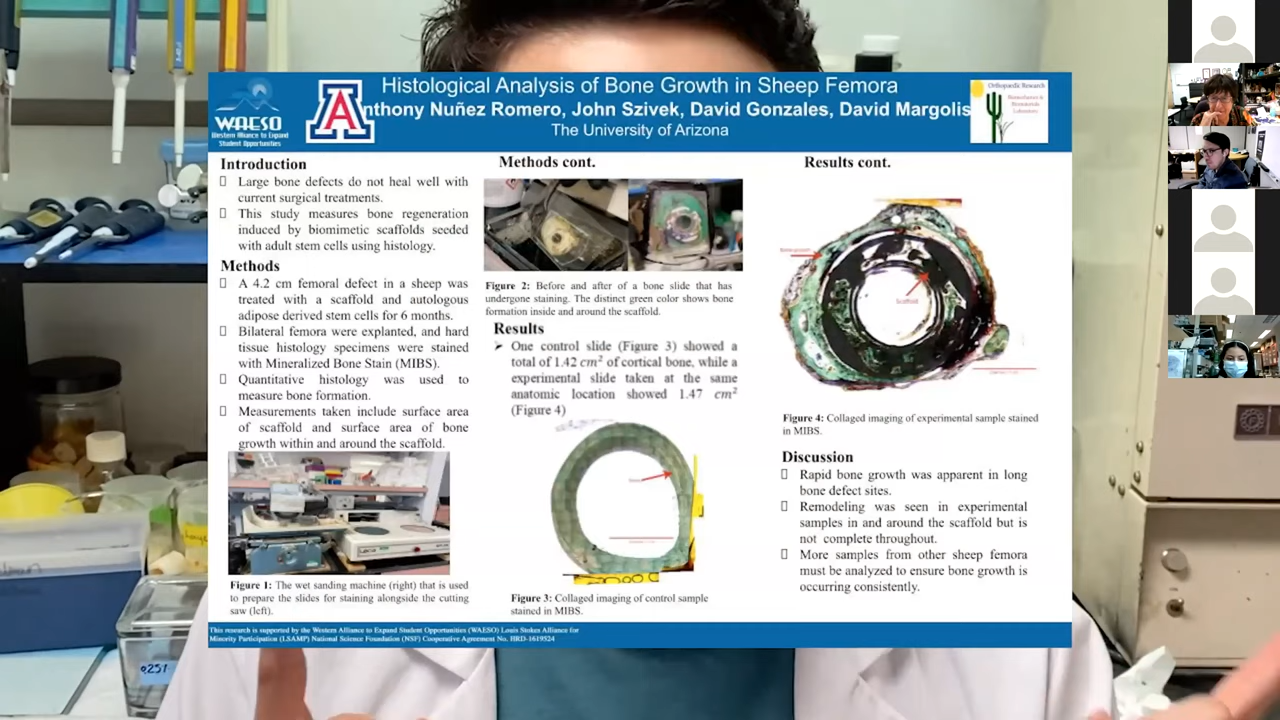 Histological Analysis of Bone Growth in Sheep Femora
nthony Nuñez Romero, John Szivek, David Gonzales, David Margolis
The University of Arizona
WAESO
Western Alliance to Expand
Student Opportunities
A
Orthopaedic Research
Biomechanics &
Biomaterials
Laboratory
Introduction
Large bone defects do not heal well with
current surgical treatments.
This study measures bone regeneration
induced by biomimetic scaffolds seeded
with adult stem cells using histology.
Methods
A 4.2 cm femoral defect in a sheep was
treated with a scaffold and autologous
adipose derived stem cells for 6 months.
Bilateral femora were explanted, and hard
tissue histology specimens were stained
with Mineralized Bone Stain (MIBS).
Quantitative histology was used to
measure bone formation.
Measurements taken include surface area
of scaffold and surface area of bone
growth within and around the scaffold.
Figure 1: The wet sanding machine (right) that is used
to prepare the slides for staining alongside the cutting
saw (left).
Methods cont.
Figure 2: Before and after of a bone slide that has
undergone staining. The distinct green color shows bone
formation inside and around the scaffold.
Results
➤ One control slide (Figure 3) showed a
total of 1.42 cm² of cortical bone, while a
experimental slide taken at the same
anatomic location showed 1.47 cm²
(Figure 4)
Figure 3: Collaged imaging of control sample
stained in MIBS.
Results cont.
Bone growth
Scaffold
Figure 4: Collaged imaging of experimental sample stained
in MIBS.
Discussion
Rapid bone growth was apparent in long
bone defect sites.
Remodeling was seen in experimental
samples in and around the scaffold but is
not complete throughout.
More samples from other sheep femora
must be analyzed to ensure bone growth is
occurring consistently.
This research is supported by the Western Alliance to Expand Student Opportunities (WAESO) Louis Stokes Alliance for
Minority Participation (LSAMP) National Science Foundation (NSF) Cooperative Agreement No. HRD-1619524